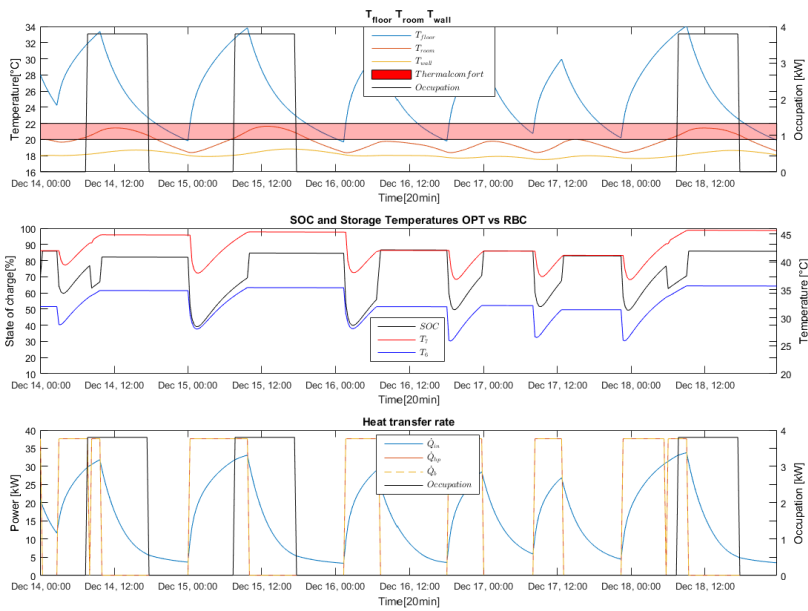 T_floor T_room T_wall
34
32
30
28
26
24
22
20
18
16
4
3
2
1
0
Temperature[°C]
Occupation [kW]
T_floor
T_room
T_wall
Thermalcomfort
Occupation
Dec 14, 00:00 Dec 14, 12:00 Dec 15, 00:00 Dec 15, 12:00 Dec 16, 00:00 Dec 16, 12:00 Dec 17, 00:00 Dec 17, 12:00 Dec 18, 00:00 Dec 18, 12:00
Time[20min]
SOC and Storage Temperatures OPT vs RBC
100
90
80
70
60
50
40
30
20
10
45
40
35
30
25
20
State of charge[%]
Temperature [°C]
SOC
T_7
T_6
Dec 14, 00:00 Dec 14, 12:00 Dec 15, 00:00 Dec 15, 12:00 Dec 16, 00:00 Dec 16, 12:00 Dec 17, 00:00 Dec 17, 12:00 Dec 18, 00:00 Dec 18, 12:00
Time[20min]
Heat transfer rate
40
35
30
25
20
15
10
5
0
4
3
2
1
0
Power [kW]
Occupation [kW]
Q̇_in
Q̇_hp
Q̇_b
Occupation
Dec 14, 00:00 Dec 14, 12:00 Dec 15, 00:00 Dec 15, 12:00 Dec 16, 00:00 Dec 16, 12:00 Dec 17, 00:00 Dec 17, 12:00 Dec 18, 00:00 Dec 18, 12:00
Time[20min]